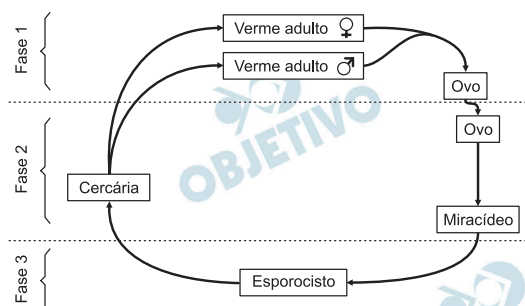 Fase 1
Verme adulto ♀
Verme adulto ♂
Ovo
Fase 2
Ovo
Cercária
Miracídeo
Fase 3
Esporocisto
OBJETIVO